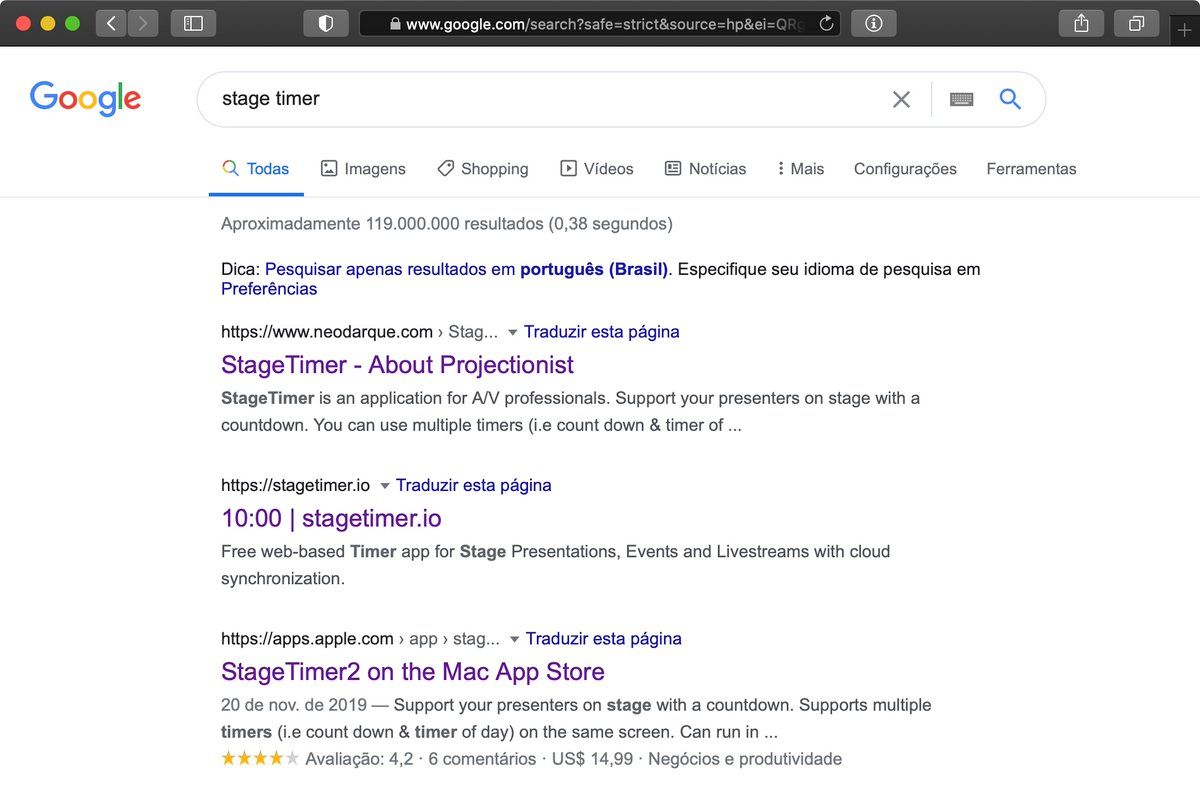 www.google.com/search?safe=strict&source=hp&ei=QRg
Google
stage timer
Todas Imagens Shopping Vídeos Notícias Mais Configurações Ferramentas
Aproximadamente 119.000.000 resultados (0,38 segundos)
Dica: Pesquisar apenas resultados em português (Brasil). Especifique seu idioma de pesquisa em
Preferências
https://www.neodarque.com › Stag... Traduzir esta página
StageTimer - About Projectionist
StageTimer is an application for A/V professionals. Support your presenters on stage with a
countdown. You can use multiple timers (i.e count down & timer of ...
https://stagetimer.io Traduzir esta página
10:00 | stagetimer.io
Free web-based Timer app for Stage Presentations, Events and Livestreams with cloud
synchronization.
https://apps.apple.com › app › stag... Traduzir esta página
StageTimer2 on the Mac App Store
20 de nov. de 2019 — Support your presenters on stage with a countdown. Supports multiple
timers (i.e count down & timer of day) on the same screen. Can run in ...
Avaliação: 4,2 · 6 comentários · US$ 14,99 · Negócios e produtividade